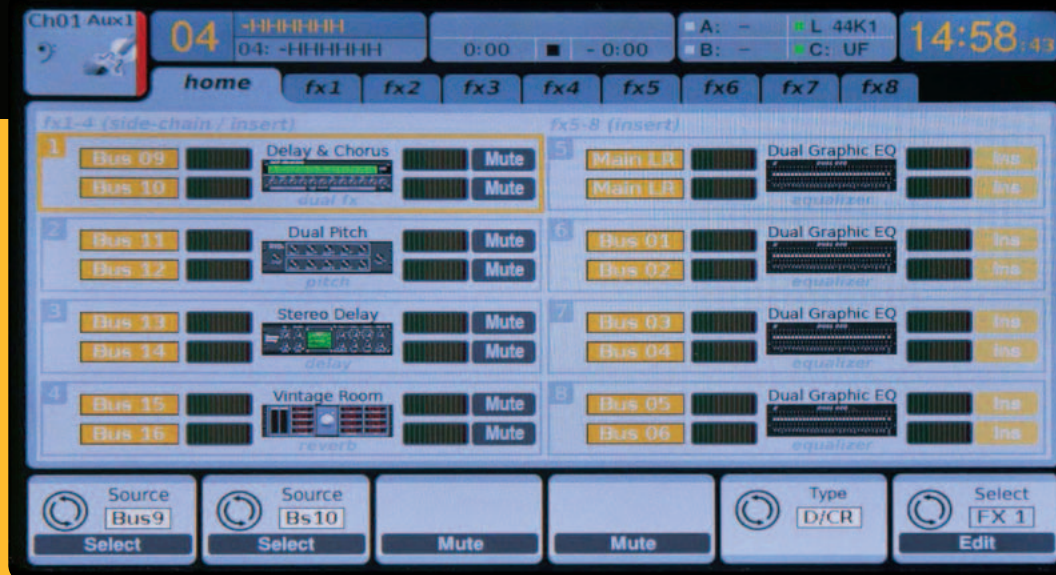 Ch01 Aux1
04
-HHHHHH
04: -HHHHHH
0:00 - 0:00
A: -
B: -
L 44K1
C: UF
14:58:43
home fx1 fx2 fx3 fx4 fx5 fx6 fx7 fx8
fx1-4 (side-chain / insert)
1
Bus 09
Bus 10
Delay & Chorus
dual fx
Mute
Mute
2
Bus 11
Bus 12
Dual Pitch
pitch
Mute
Mute
3
Bus 13
Bus 14
Stereo Delay
delay
Mute
Mute
4
Bus 15
Bus 16
Vintage Room
reverb
Mute
Mute
fx5-8 (insert)
5
Main LR
Main LR
Dual Graphic EQ
equalizer
Ins
Ins
6
Bus 01
Bus 02
Dual Graphic EQ
equalizer
Ins
Ins
7
Bus 03
Bus 04
Dual Graphic EQ
equalizer
Ins
Ins
8
Bus 05
Bus 06
Dual Graphic EQ
equalizer
Ins
Ins
Source
Bus9
Select
Source
Bs10
Select
Mute
Mute
Type
D/CR
Select
FX 1
Edit